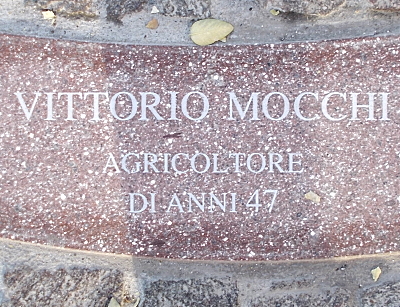 VITTORIO MOCCHI
AGRICOLTORE
DI ANNI 47